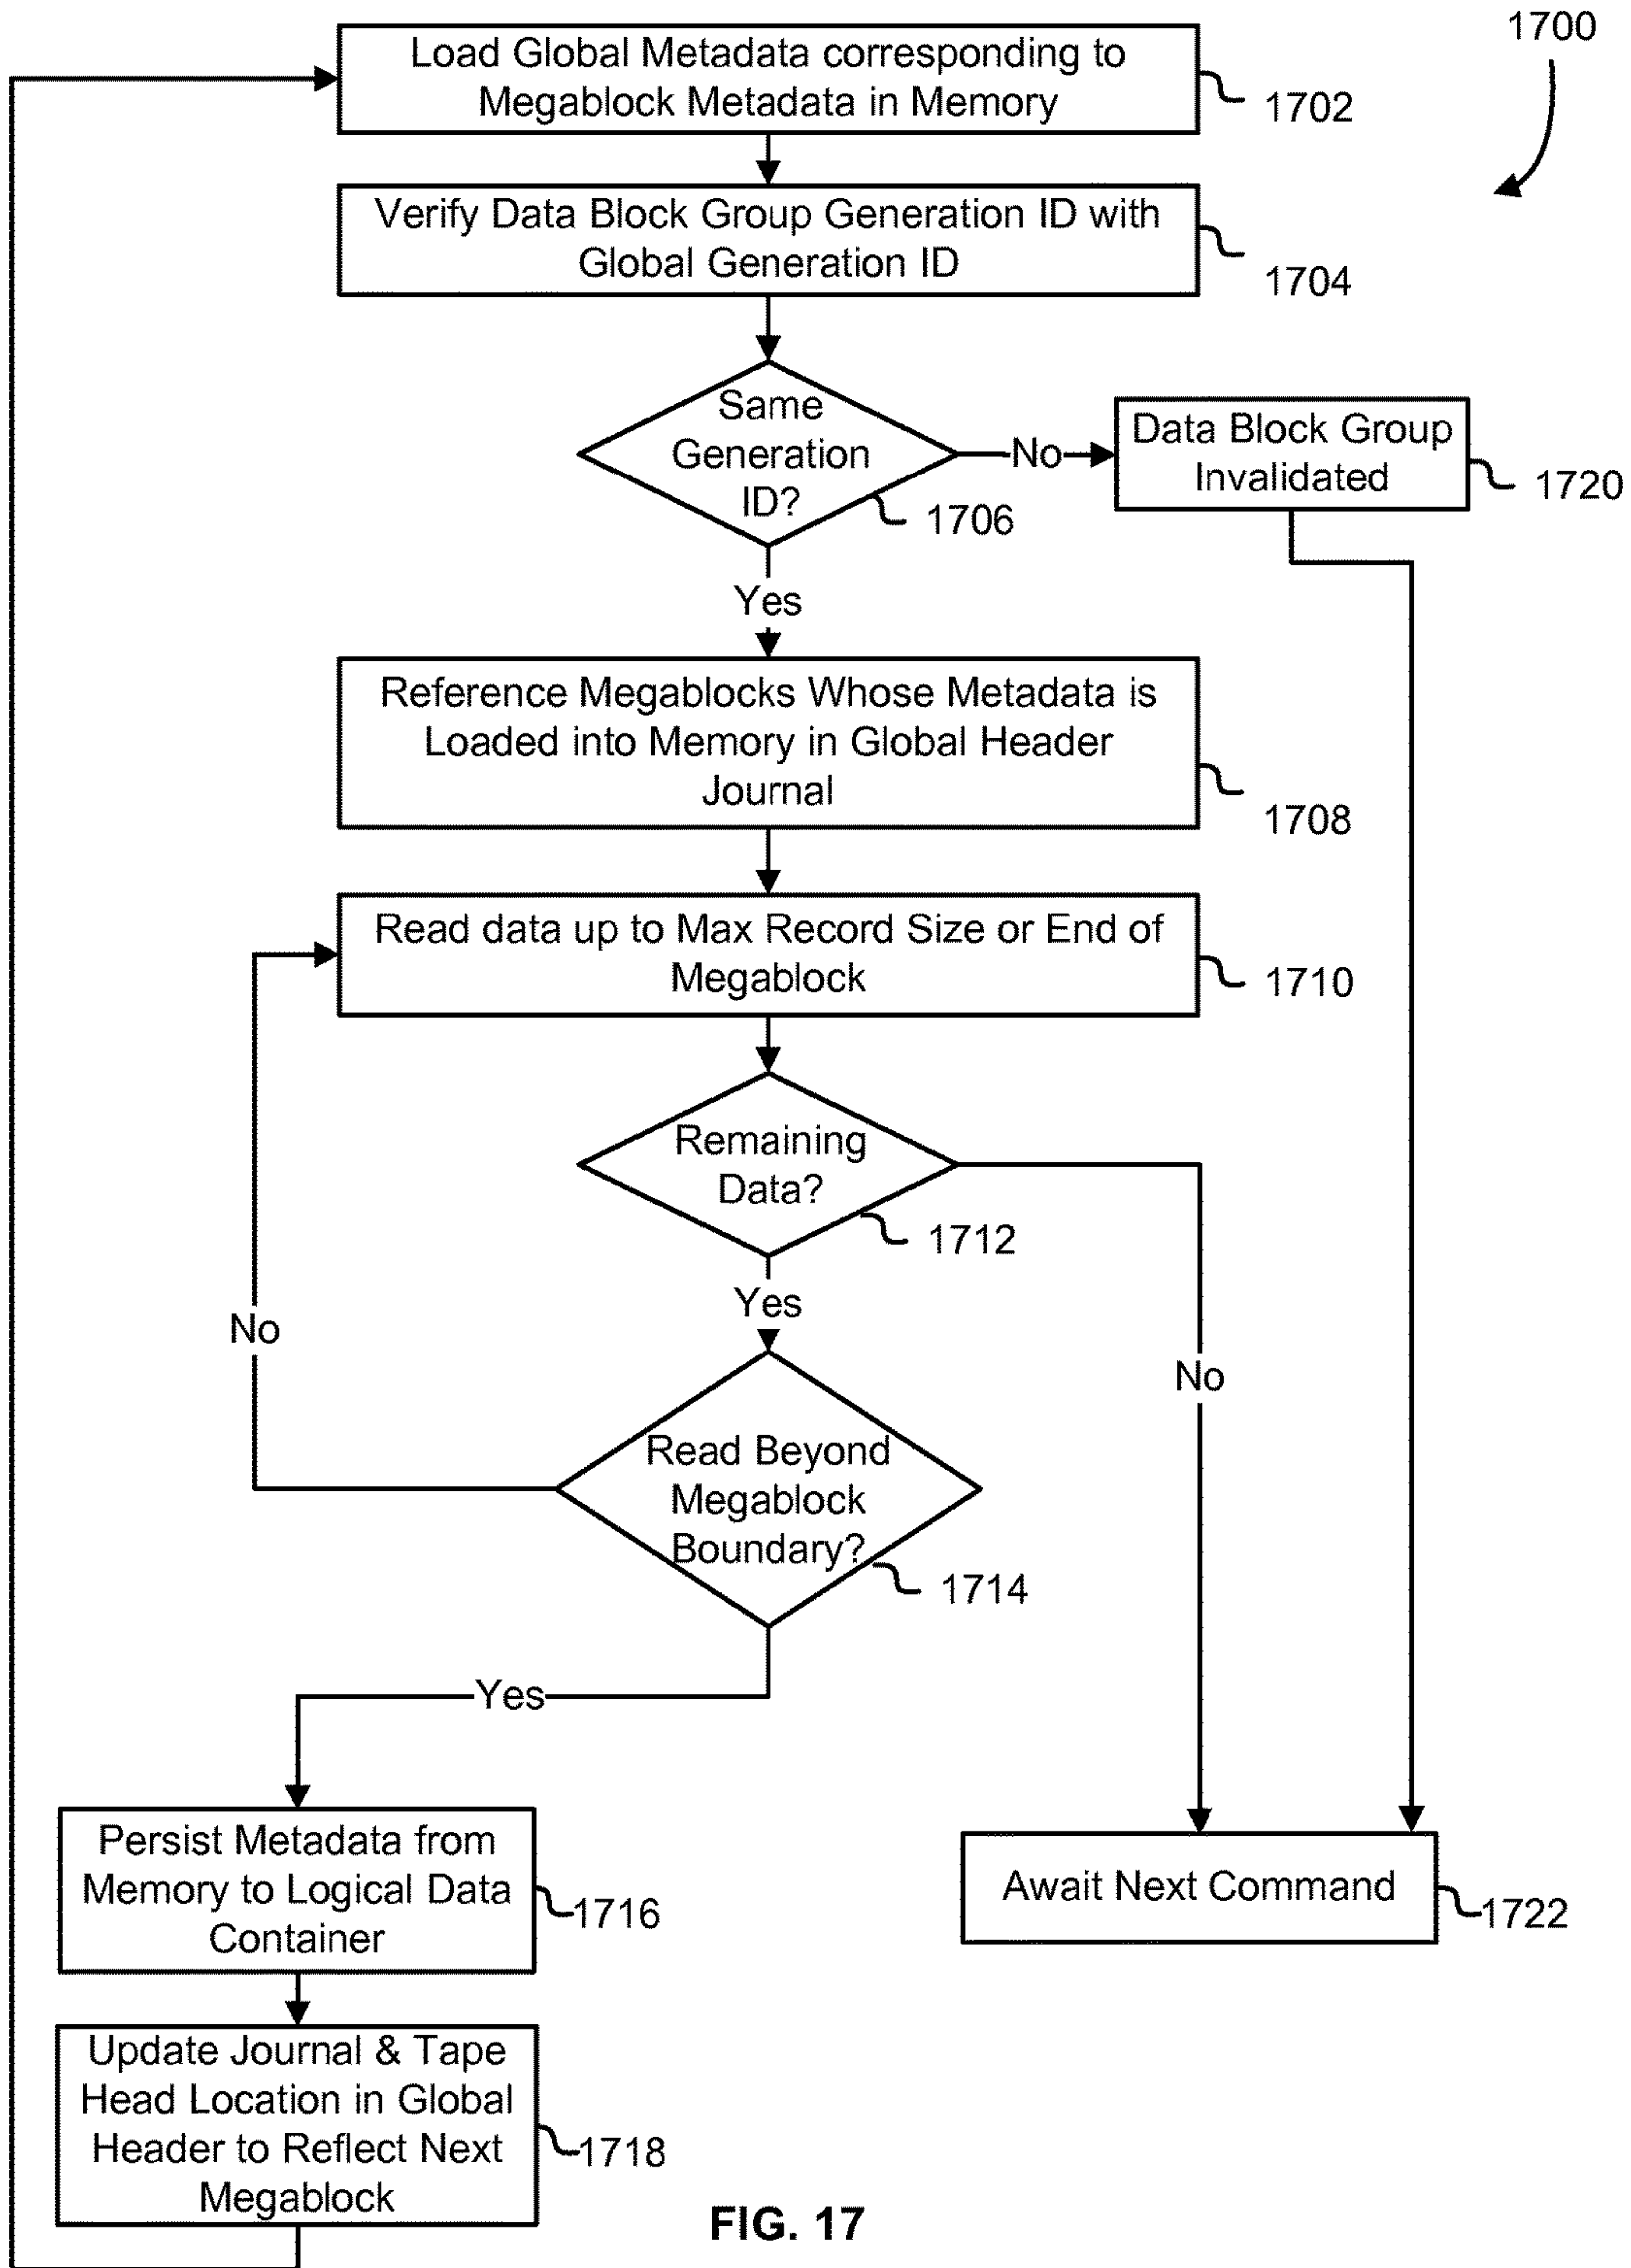 1700
Load Global Metadata corresponding to
Megablock Metadata in Memory
1702
Verify Data Block Group Generation ID with
Global Generation ID
1704
Same
Generation
ID?
1706
No
Data Block Group
Invalidated
1720
Yes
Reference Megablocks Whose Metadata is
Loaded into Memory in Global Header
Journal
1708
Read data up to Max Record Size or End of
Megablock
1710
Remaining
Data?
1712
Yes
No
No
Read Beyond
Megablock
Boundary?
1714
Yes
Persist Metadata from
Memory to Logical Data
Container
1716
Await Next Command
1722
Update Journal & Tape
Head Location in Global
Header to Reflect Next
Megablock
1718
FIG. 17